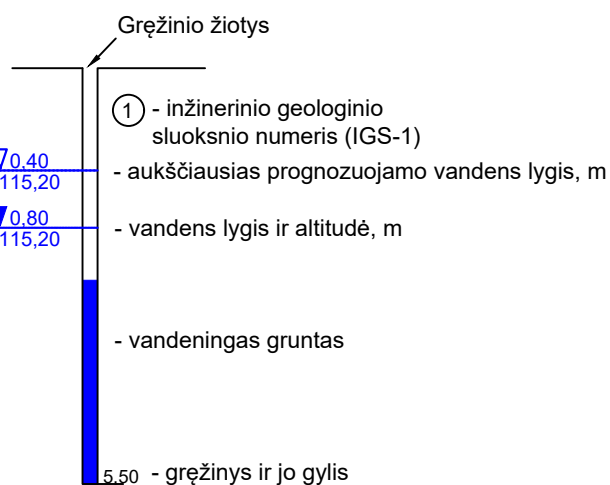 Gręžinio žiotys
1 - inžinerinio geologinio
sluoksnio numeris (IGS-1)
0,40
115,20
- aukščiausias prognozuojamo vandens lygis, m
0,80
115,20
- vandens lygis ir altitudė, m
- vandeningas gruntas
5,50 - gręžinys ir jo gylis